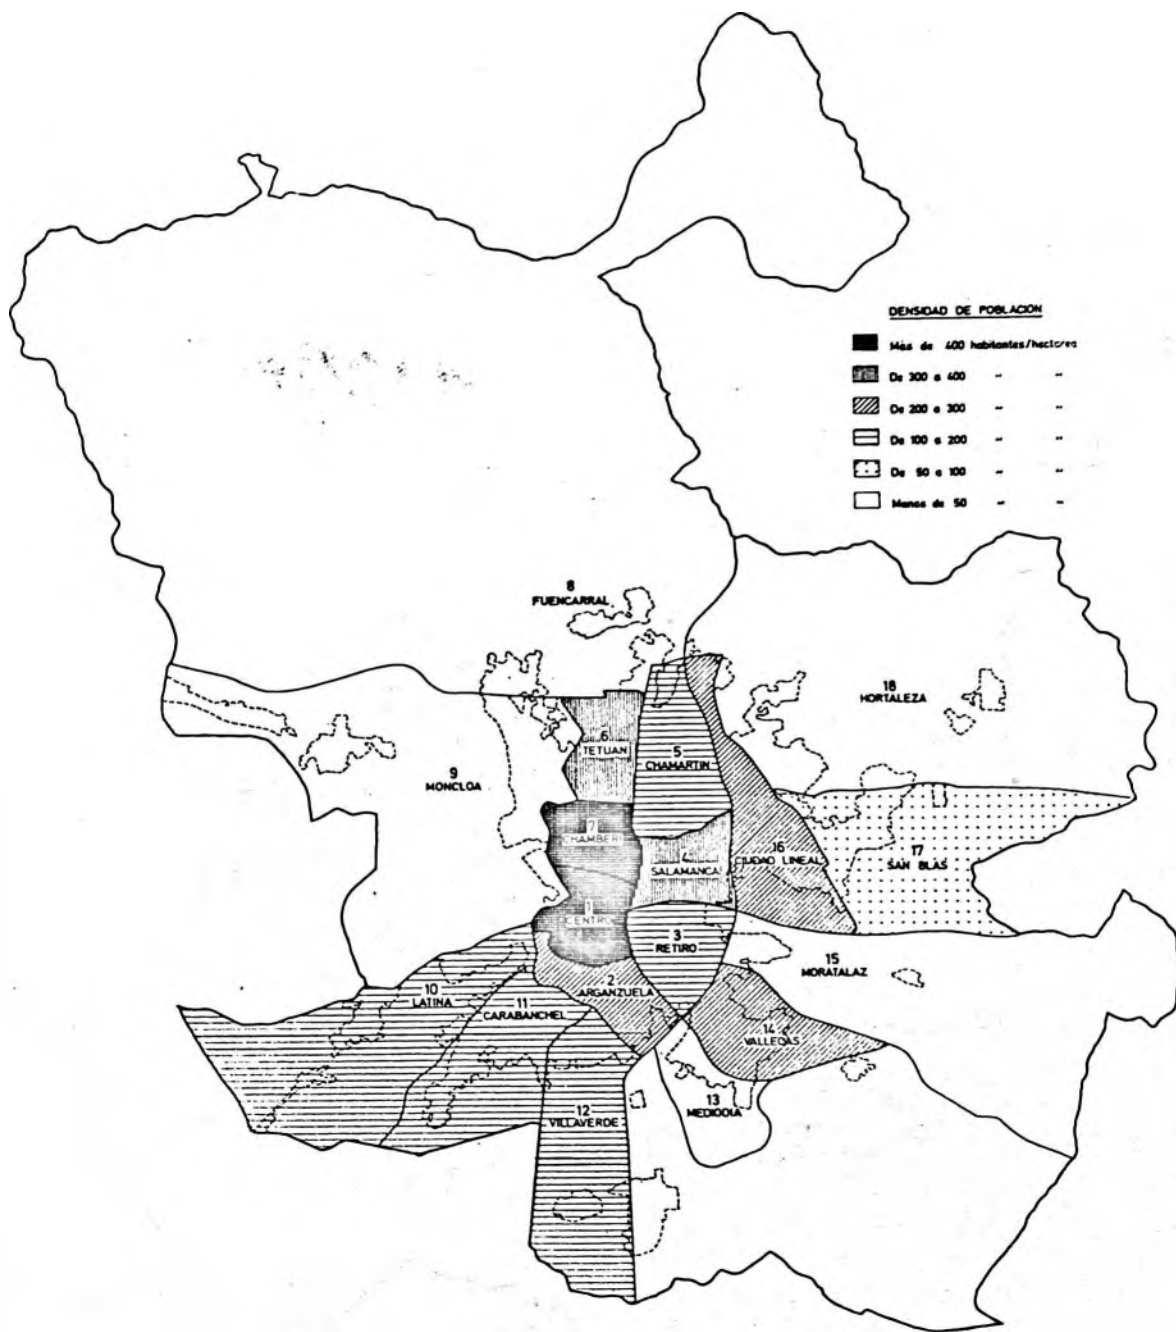 DENSIDAD DE POBLACION
Mas de 400 habitantes/hectarea
De 300 a 400 " "
De 200 a 300 " "
De 100 a 200 " "
De 50 a 100 " "
Menos de 50 " "
8
FUENCARRAL
18
HORTALEZA
6
TETUAN
5
CHAMARTIN
9
MONCLOA
7
CHAMBERI
16
CIUDAD LINEAL
17
SAN BLAS
4
SALAMANCA
1
CENTRO
3
RETIRO
15
MORATALAZ
2
ARGANZUELA
10
LATINA
11
CARABANCHEL
14
VALLECAS
13
MEDIODIA
12
VILLAVERDE